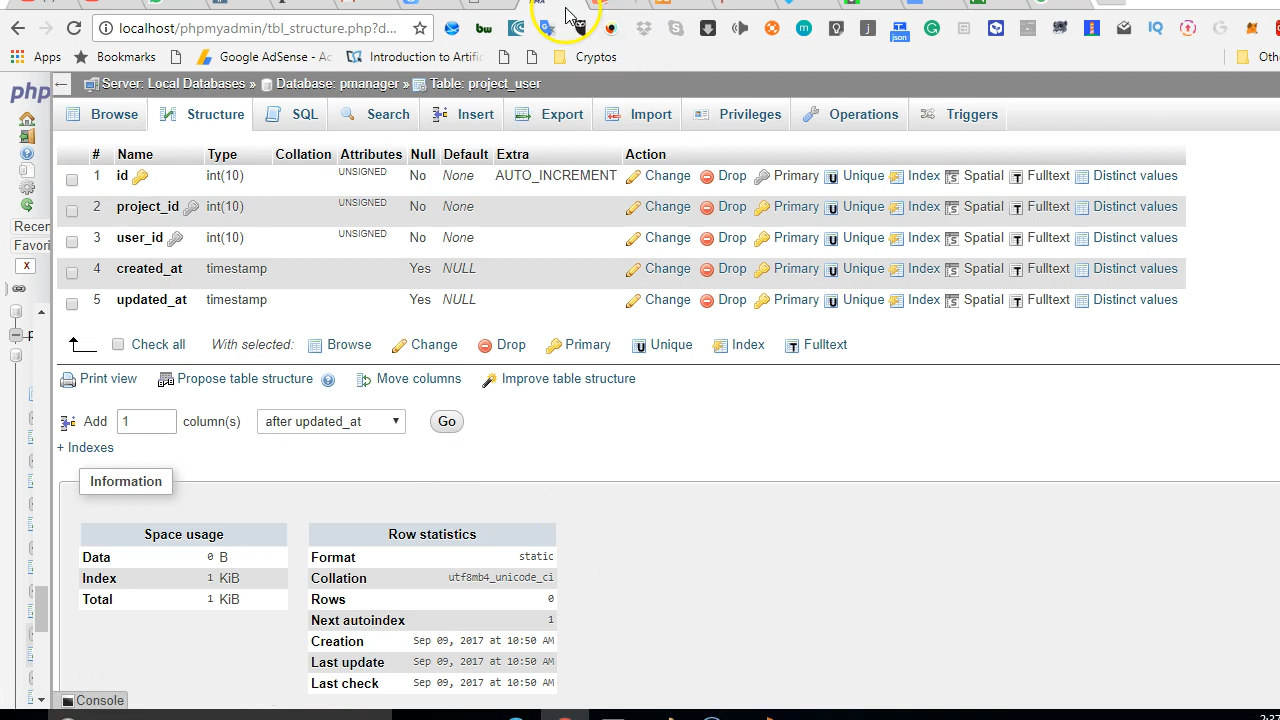 localhost/phpmyadmin/tbl_structure.php?d...
Apps Bookmarks Google AdSense - Ac Introduction to Artific Cryptos Oth
php Server: Local Databases » Database: pmanager » Table: project_user
Browse Structure SQL Search Insert Export Import Privileges Operations Triggers
# Name Type Collation Attributes Null Default Extra Action
1 id int(10) UNSIGNED No None AUTO_INCREMENT Change Drop Primary Unique Index Spatial Fulltext Distinct values
2 project_id int(10) UNSIGNED No None Change Drop Primary Unique Index Spatial Fulltext Distinct values
3 user_id int(10) UNSIGNED No None Change Drop Primary Unique Index Spatial Fulltext Distinct values
4 created_at timestamp Yes NULL Change Drop Primary Unique Index Spatial Fulltext Distinct values
5 updated_at timestamp Yes NULL Change Drop Primary Unique Index Spatial Fulltext Distinct values
Recen
Favori
x
Check all With selected: Browse Change Drop Primary Unique Index Fulltext
Print view Propose table structure Move columns Improve table structure
Add 1 column(s) after updated_at Go
+ Indexes
Information
Space usage
Data 0 B
Index 1 KiB
Total 1 KiB
Row statistics
Format static
Collation utf8mb4_unicode_ci
Rows 0
Next autoindex 1
Creation Sep 09, 2017 at 10:50 AM
Last update Sep 09, 2017 at 10:50 AM
Last check Sep 09, 2017 at 10:50 AM
Console